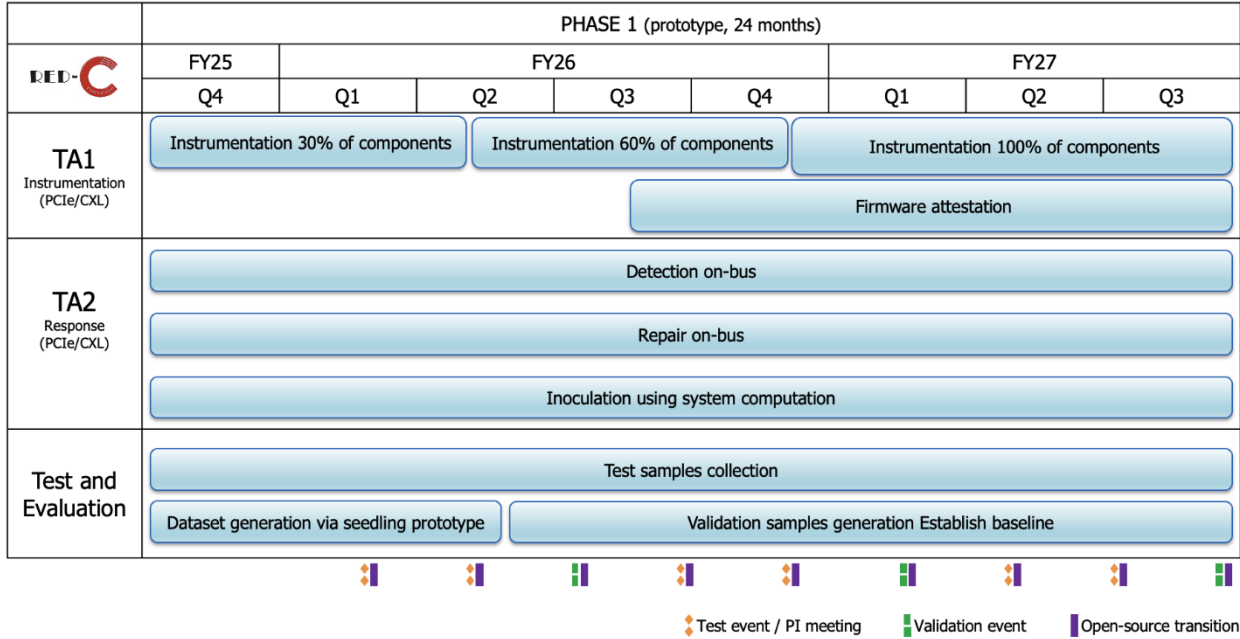 PHASE 1 (prototype, 24 months)
RED-C
FY25 FY26 FY27
Q4 Q1 Q2 Q3 Q4 Q1 Q2 Q3
TA1
Instrumentation
(PCIe/CXL)
Instrumentation 30% of components Instrumentation 60% of components Instrumentation 100% of components
Firmware attestation
TA2
Response
(PCIe/CXL)
Detection on-bus
Repair on-bus
Inoculation using system computation
Test and
Evaluation
Test samples collection
Dataset generation via seedling prototype Validation samples generation Establish baseline
Test event / PI meeting Validation event Open-source transition